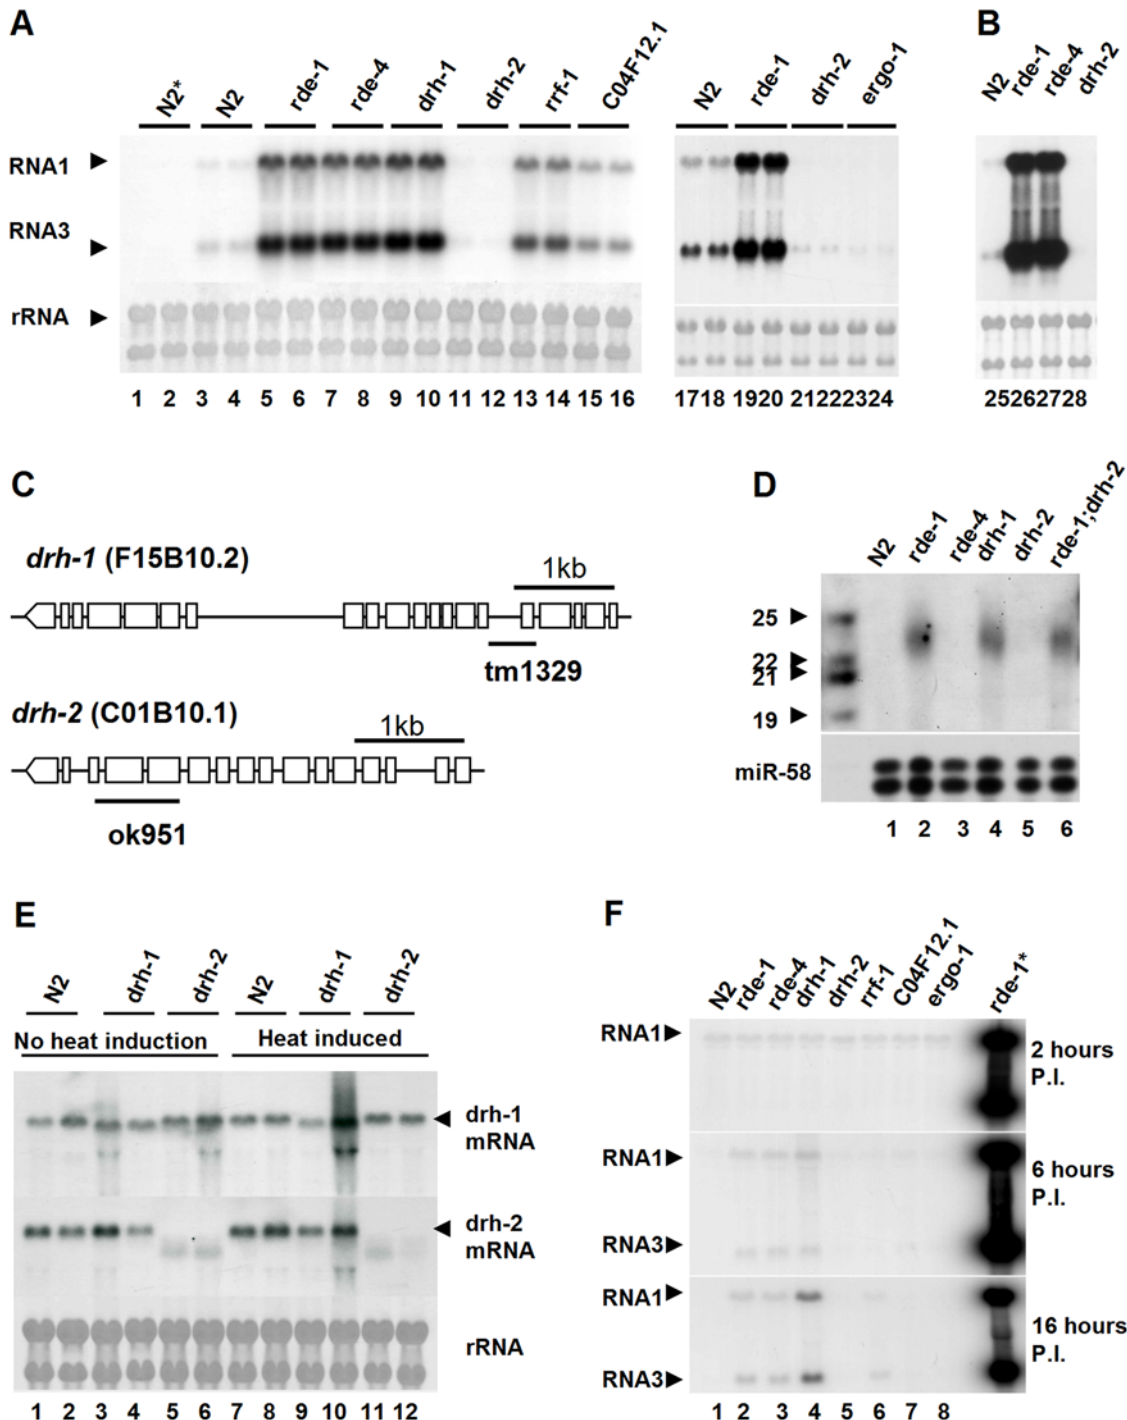 A
N2*
N2
rde-1
rde-4
drh-1
drh-2
rrf-1
C04F12.1
N2
rde-1
drh-2
ergo-1
B
N2
rde-1
rde-4
drh-2
RNA1
RNA3
rRNA
1 2 3 4 5 6 7 8 9 10 11 12 13 14 15 16
17 18 19 20 21 22 23 24
25 26 27 28
C
drh-1 (F15B10.2)
1kb
tm1329
drh-2 (C01B10.1)
1kb
ok951
D
N2
rde-1
rde-4
drh-1
drh-2
rde-1;drh-2
25
22
21
19
miR-58
1 2 3 4 5 6
E
N2
drh-1
drh-2
N2
drh-1
drh-2
No heat induction
Heat induced
drh-1
mRNA
drh-2
mRNA
rRNA
1 2 3 4 5 6 7 8 9 10 11 12
F
N2
rde-1
rde-4
drh-1
drh-2
rrf-1
C04F12.1
ergo-1
rde-1*
RNA1
2 hours
P.I.
RNA1
6 hours
P.I.
RNA3
RNA1
16 hours
P.I.
RNA3
1 2 3 4 5 6 7 8